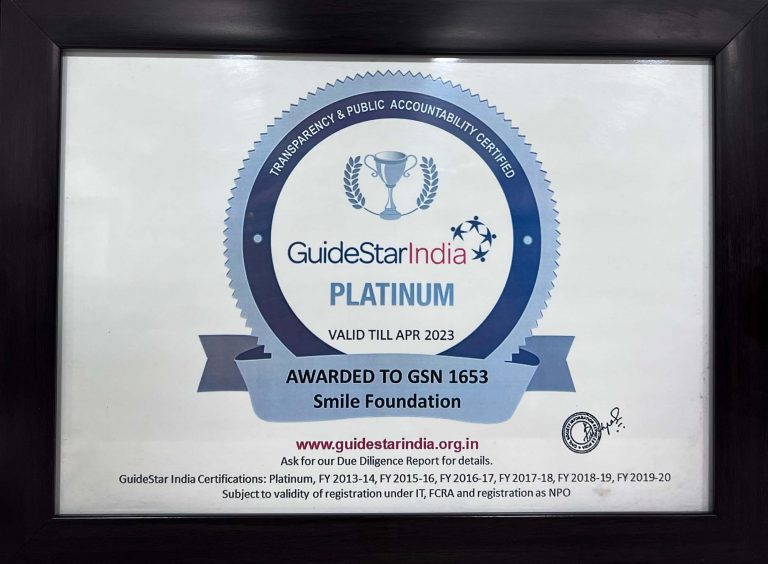 TRANSPARENCY & PUBLIC ACCOUNTABILITY CERTIFIED
GuideStarIndia
PLATINUM
VALID TILL APR 2023
AWARDED TO GSN 1653
Smile Foundation
www.guidestarindia.org.in
Ask for our Due Diligence Report for details.
GuideStar India Certifications: Platinum, FY 2013-14, FY 2015-16, FY 2016-17, FY 2017-18, FY 2018-19, FY 2019-20
Subject to validity of registration under IT, FCRA and registration as NPO